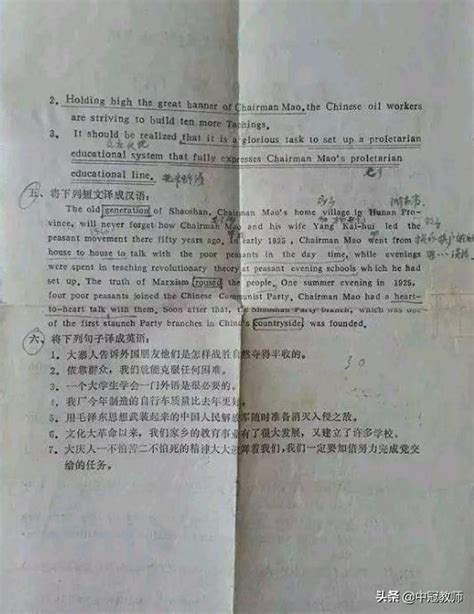 2. Holding high the great banner of Chairman Mao, the Chinese oil workers
are striving to build ten more Tachings.
3. It should be realized that it is a glorious task to set up a proletarian
educational system that fully expresses Chairman Mao's proletarian
educational line.
五、将下列短文译成汉语:
The old generation of Shaoshan, Chairman Mao's home village in Hunan Pro-
vince, will never forget how Chairman Mao and his wife Yang Kai-hui led the
peasant movement there fifty years ago. In early 1925, Chairman Mao went from
house to house to talk with the poor peasants in the day time, while evenings
were spent in teaching revolutionary theory at peasant evening schools which he had
set up. The truth of Marxism roused the people. One summer evening in 1925,
four poor peasants joined the Chinese Communist Party, Chairman Mao had a heart-
to-heart talk with them. Soon after that, the Shaoshan Party branch, which was one
of the first staunch Party branches in China's countryside, was founded.
六、将下列句子译成英语:
1. 大寨人告诉外国朋友他们是怎样战胜自然夺得丰收的。
2. 依靠群众,我们就能克服任何困难。
3. 一个大学生学会一门外语是很必要的。
4. 我厂今年制造的自行车质量比去年更好。
5. 用毛泽东思想武装起来的中国人民解放军随时准备消灭入侵之敌。
6. 文化大革命以来,我们家乡的教育事业有了很大发展,又建立了许多学校。
7. 大庆人一不怕苦二不怕死的精神大大鼓舞着我们,我们一定要加倍努力完成党交
给的任务。
30
头条 @中冠教师